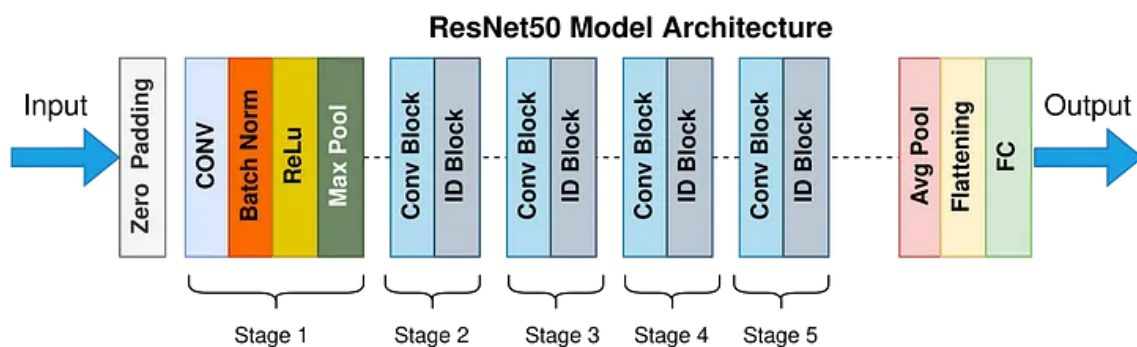 ResNet50 Model Architecture
Input
Zero Padding
CONV
Batch Norm
ReLu
Max Pool
Conv Block
ID Block
Conv Block
ID Block
Conv Block
ID Block
Conv Block
ID Block
Avg Pool
Flattening
FC
Output
Stage 1
Stage 2
Stage 3
Stage 4
Stage 5